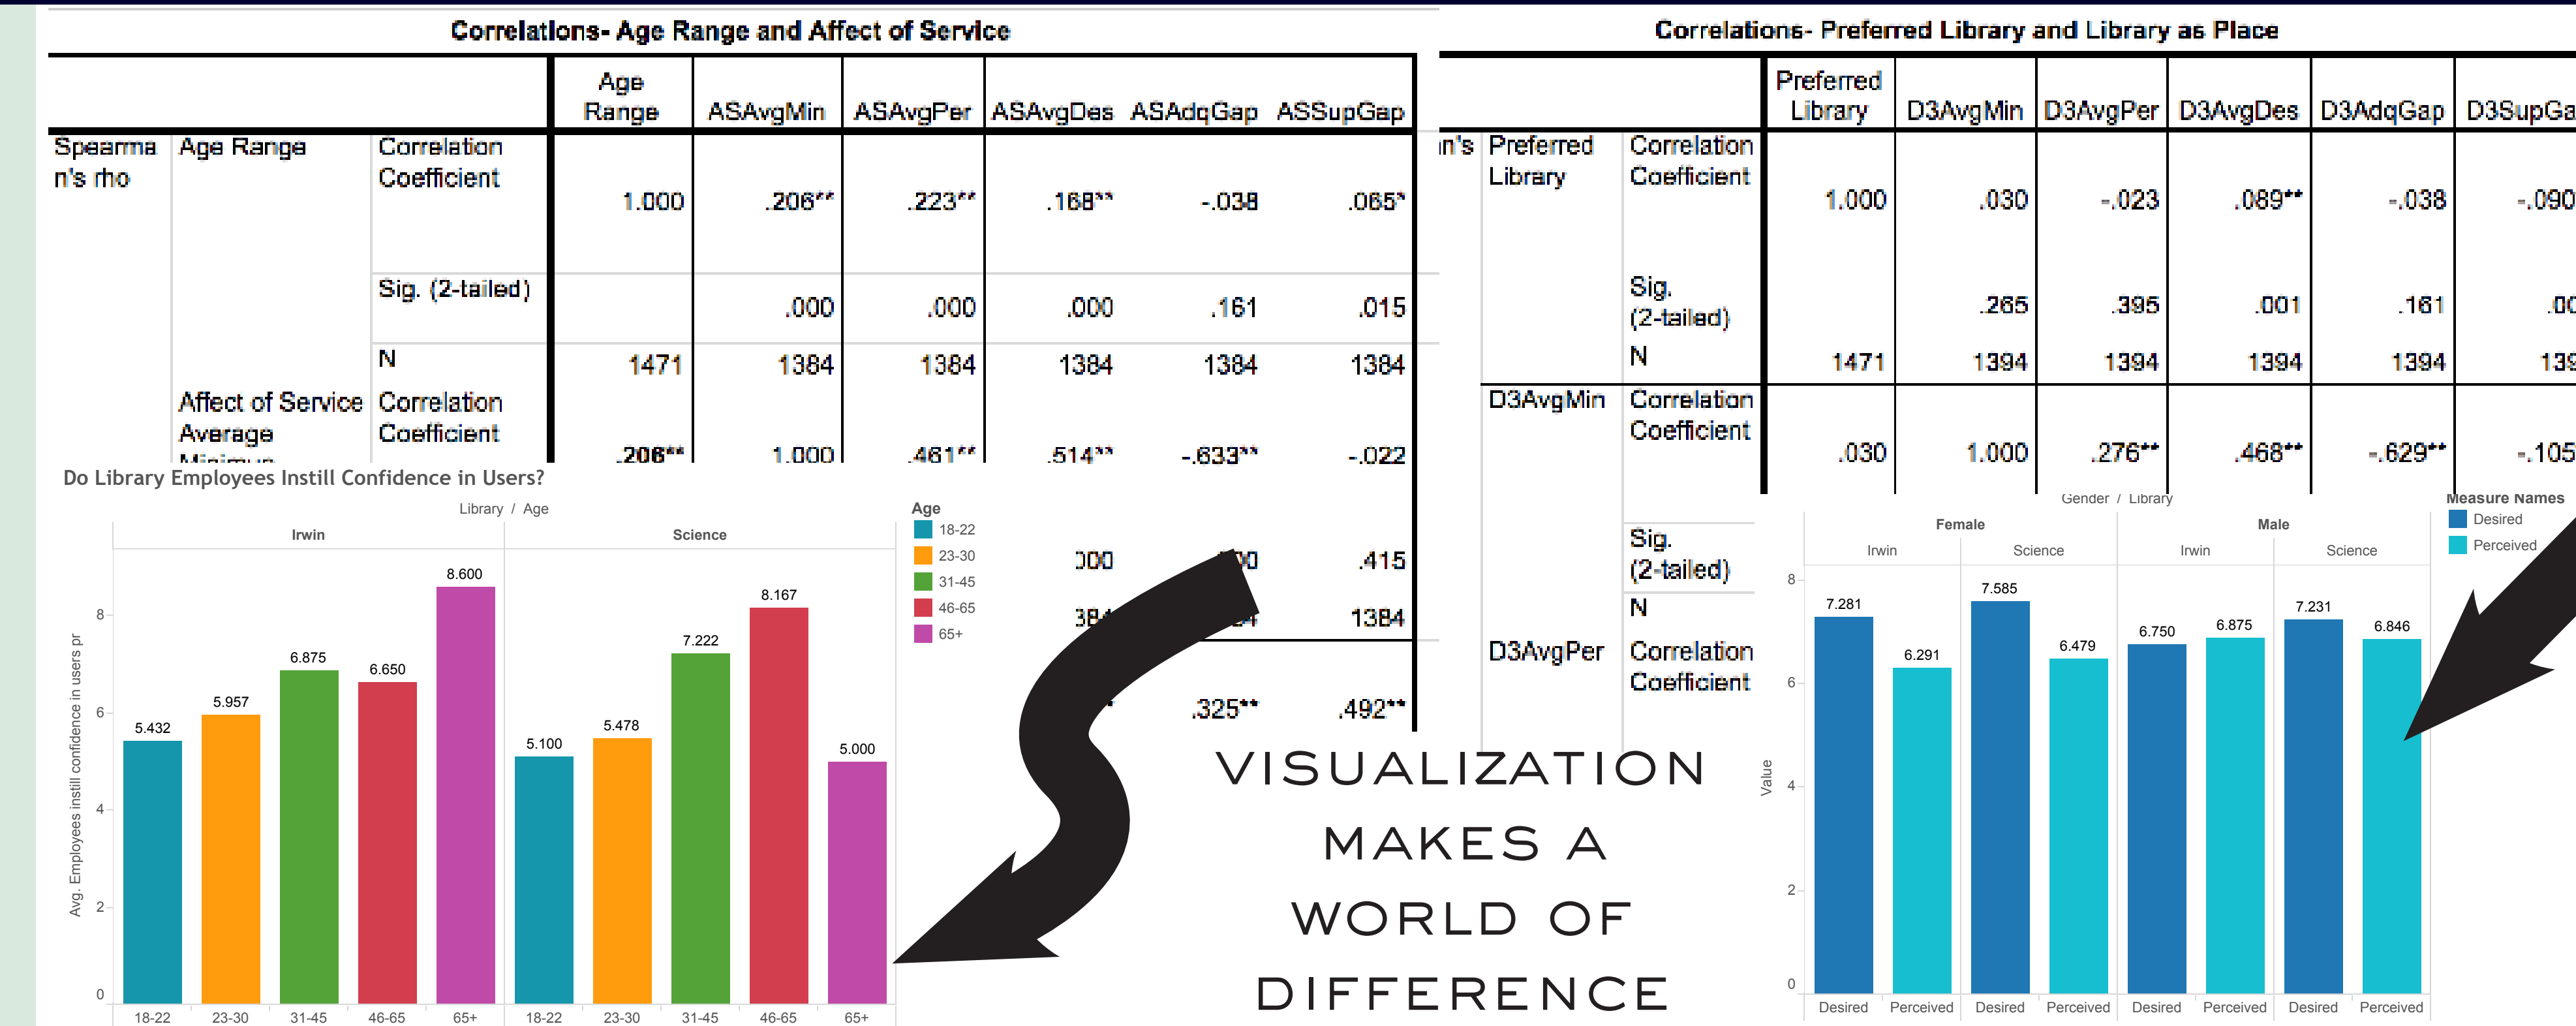 Correlations- Age Range and Affect of Service
Age Range ASAvgMin ASAvgPer ASAvgDes ASAdqGap ASSupGap
Spearma n's rho Age Range Correlation Coefficient 1.000 .206** .223** .168** -.038 .065*
Sig. (2-tailed) .000 .000 .000 .161 .015
N 1471 1384 1384 1384 1384 1384
Affect of Service Average Correlation Coefficient .206** 1.000 .461** .514** -.633** -.022
.415
1384
.325** .492**
Correlations- Preferred Library and Library as Place
Preferred Library D3AvgMin D3AvgPer D3AvgDes D3AdqGap
Preferred Library Correlation Coefficient 1.000 .030 -.023 .089** -.038 -.090
Sig. (2-tailed) .265 .395 .001 .161
N 1471 1394 1394 1394 1394
D3AvgMin Correlation Coefficient .030 1.000 .276** .468** -.629** -.105
Sig. (2-tailed)
N
D3AvgPer Correlation Coefficient
Do Library Employees Instill Confidence in Users?
Library / Age
Irwin Science
Age
18-22
23-30
31-45
46-65
65+
Avg. Employees instill confidence in users pr
8
6
4
2
0
5.432 5.957 6.875 6.650 8.600 5.100 5.478 7.222 8.167 5.000
18-22 23-30 31-45 46-65 65+ 18-22 23-30 31-45 46-65 65+
VISUALIZATION
MAKES A
WORLD OF
DIFFERENCE
Gender / Library
Female Male
Irwin Science Irwin Science
Measure Names
Desired
Perceived
Value
8
6
4
2
0
7.281 6.291 7.585 6.479 6.750 6.875 7.231 6.846
Desired Perceived Desired Perceived Desired Perceived Desired Perceived